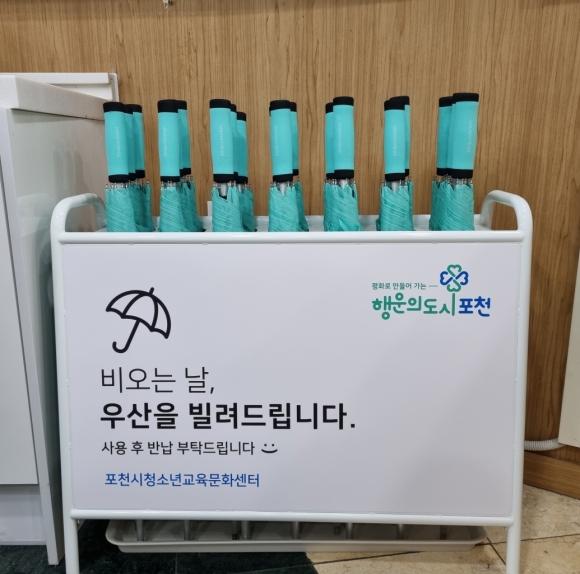 평화로 만들어 가는
행운의도시포천
비오는 날,
우산을 빌려드립니다.
사용 후 반납 부탁드립니다
포천시청소년교육문화센터